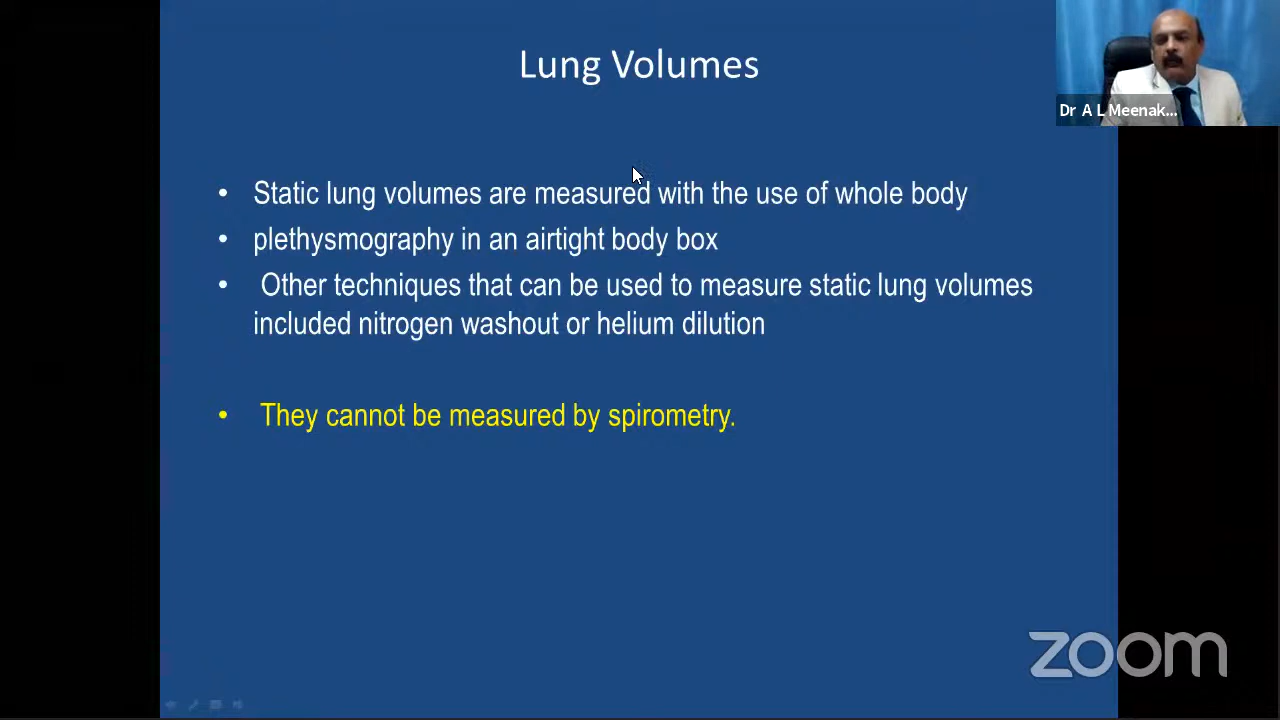 Lung Volumes
Dr A L Meenak...
• Static lung volumes are measured with the use of whole body
• plethysmography in an airtight body box
• Other techniques that can be used to measure static lung volumes
included nitrogen washout or helium dilution
• They cannot be measured by spirometry.
zoom